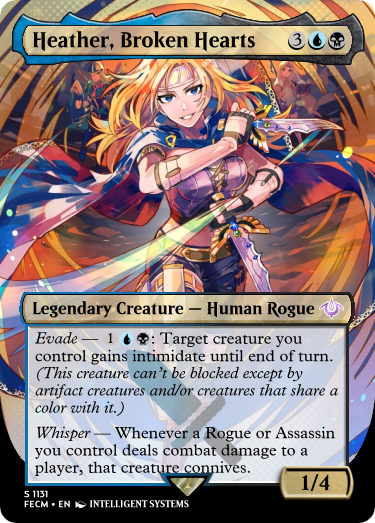 Heather, Broken Hearts 3
Legendary Creature — Human Rogue
Evade — 1 : Target creature you
control gains intimidate until end of turn.
(This creature can't be blocked except by
artifact creatures and/or creatures that share a
color with it.)
Whisper — Whenever a Rogue or Assassin
you control deals combat damage to a
player, that creature connives.
1/4
S 1131
FECM • EN INTELLIGENT SYSTEMS